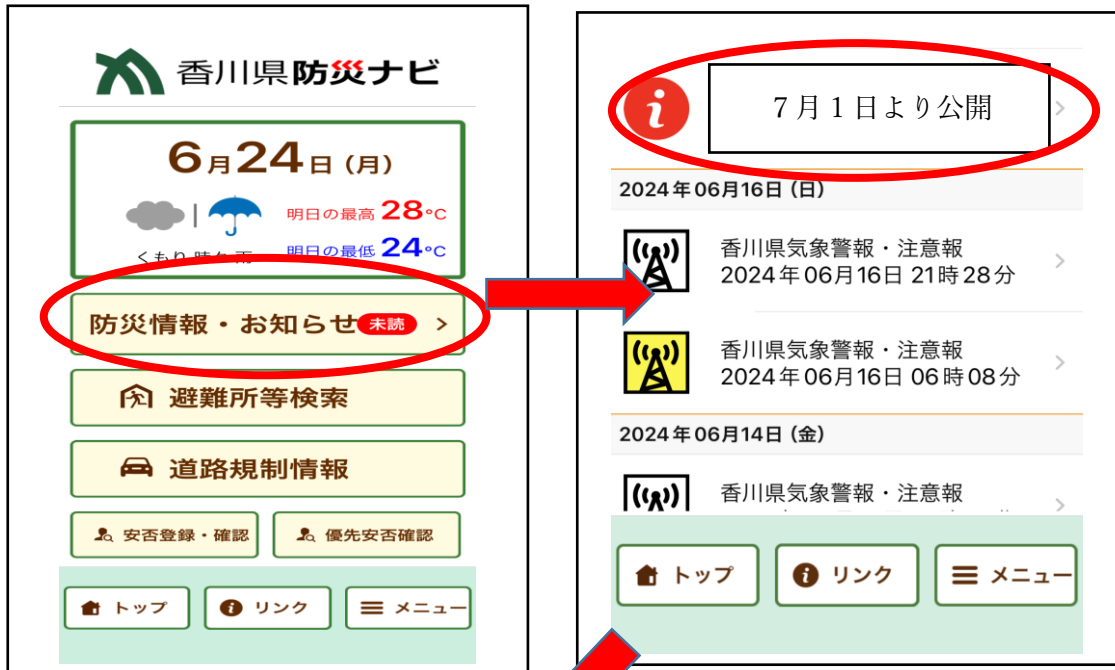 香川県防災ナビ
6月24日(月)
明日の最高 28℃
くもり 時々 雨
明日の最低 24℃
防災情報・お知らせ 未読 >
避難所等検索
道路規制情報
安否登録・確認
優先安否確認
トップ
リンク
メニュー
7月1日より公開
2024年06月16日(日)
香川県気象警報・注意報
2024年06月16日 21時28分
香川県気象警報・注意報
2024年06月16日 06時08分
2024年06月14日(金)
香川県気象警報・注意報
トップ
リンク
メニュー